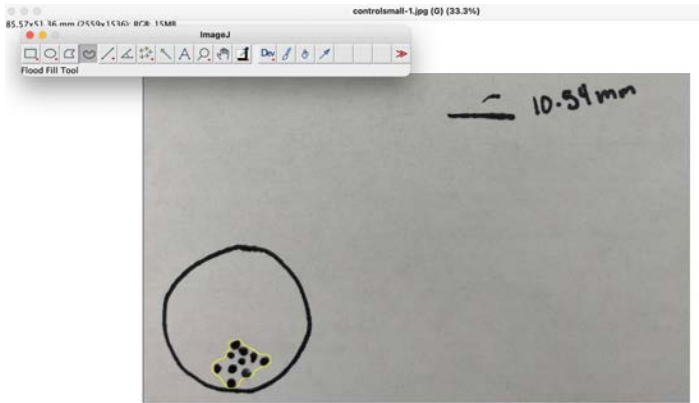 controlsmall-1.jpg (G) (33.3%)
85.57x51.36 mm (2559x1536); RGB; 15MB
ImageJ
Dev
Flood Fill Tool
10.54 mm